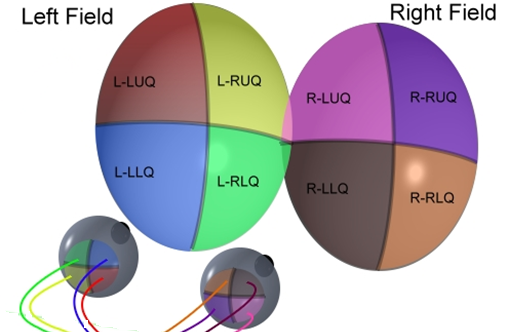 Left Field
Right Field
L-LUQ
L-RUQ
R-LUQ
R-RUQ
L-LLQ
L-RLQ
R-LLQ
R-RLQ